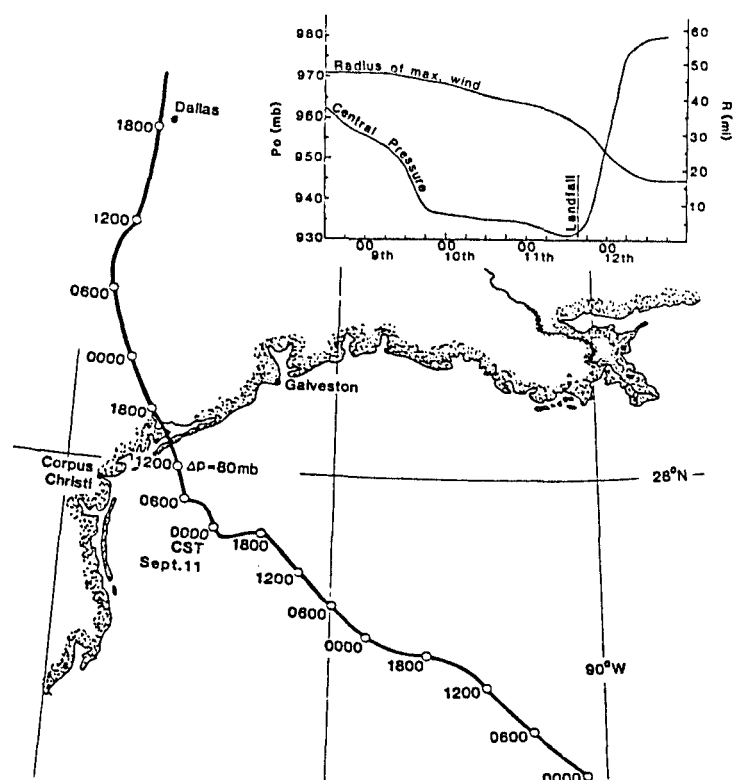 980
970
960
950
940
930
Po (mb)
Radius of max. wind
Central Pressure
Landfall
60
50
40
30
20
10
R (mi)
00
9th
00
10th
00
11th
00
12th
Dallas
1800
1200
0600
0000
1800
Galveston
Corpus
Christi
1200 Δp=80mb
28°N
0600
0000
CST
Sept.11
1800
1200
0600
0000
1800
90°W
1200
0600
0000